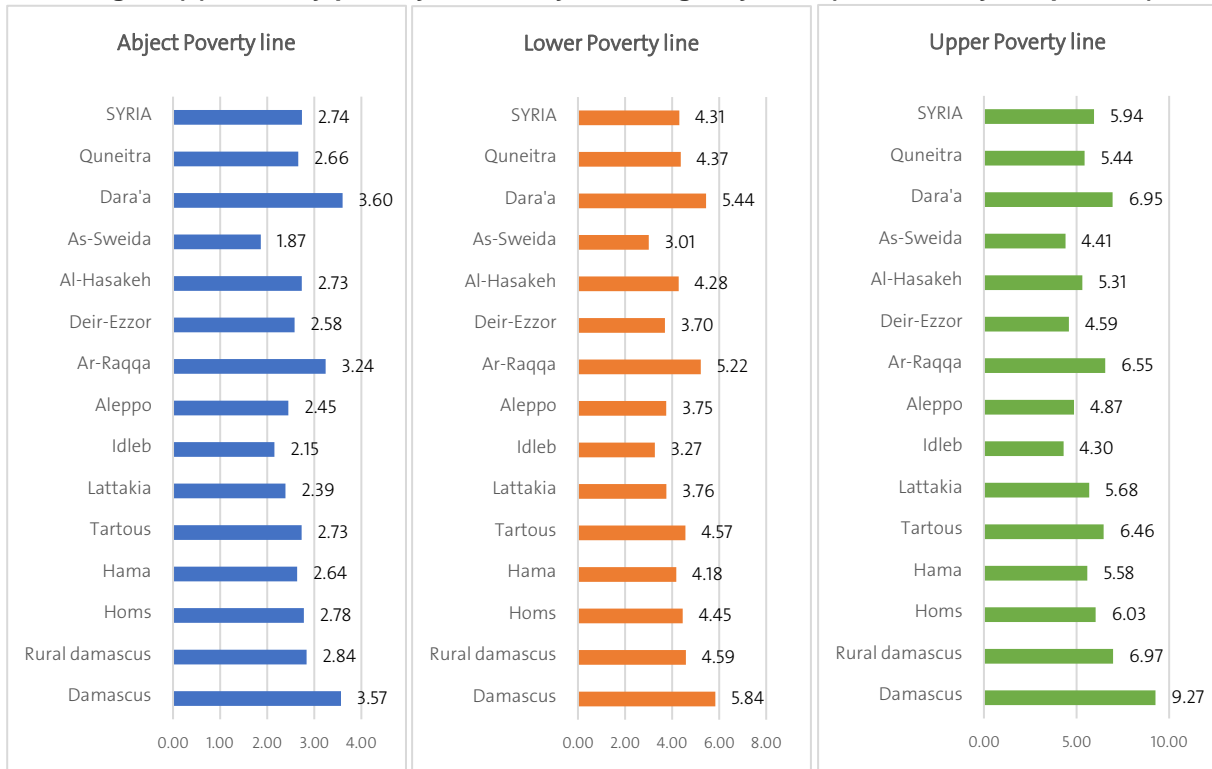 Abject Poverty line
SYRIA 2.74
Quneitra 2.66
Dara'a 3.60
As-Sweida 1.87
Al-Hasakeh 2.73
Deir-Ezzor 2.58
Ar-Raqqa 3.24
Aleppo 2.45
Idleb 2.15
Lattakia 2.39
Tartous 2.73
Hama 2.64
Homs 2.78
Rural damascus 2.84
Damascus 3.57
0.00 1.00 2.00 3.00 4.00
Lower Poverty line
SYRIA 4.31
Quneitra 4.37
Dara'a 5.44
As-Sweida 3.01
Al-Hasakeh 4.28
Deir-Ezzor 3.70
Ar-Raqqa 5.22
Aleppo 3.75
Idleb 3.27
Lattakia 3.76
Tartous 4.57
Hama 4.18
Homs 4.45
Rural damascus 4.59
Damascus 5.84
0.00 2.00 4.00 6.00 8.00
Upper Poverty line
SYRIA 5.94
Quneitra 5.44
Dara'a 6.95
As-Sweida 4.41
Al-Hasakeh 5.31
Deir-Ezzor 4.59
Ar-Raqqa 6.55
Aleppo 4.87
Idleb 4.30
Lattakia 5.68
Tartous 6.46
Hama 5.58
Homs 6.03
Rural damascus 6.97
Damascus 9.27
0.00 5.00 10.00